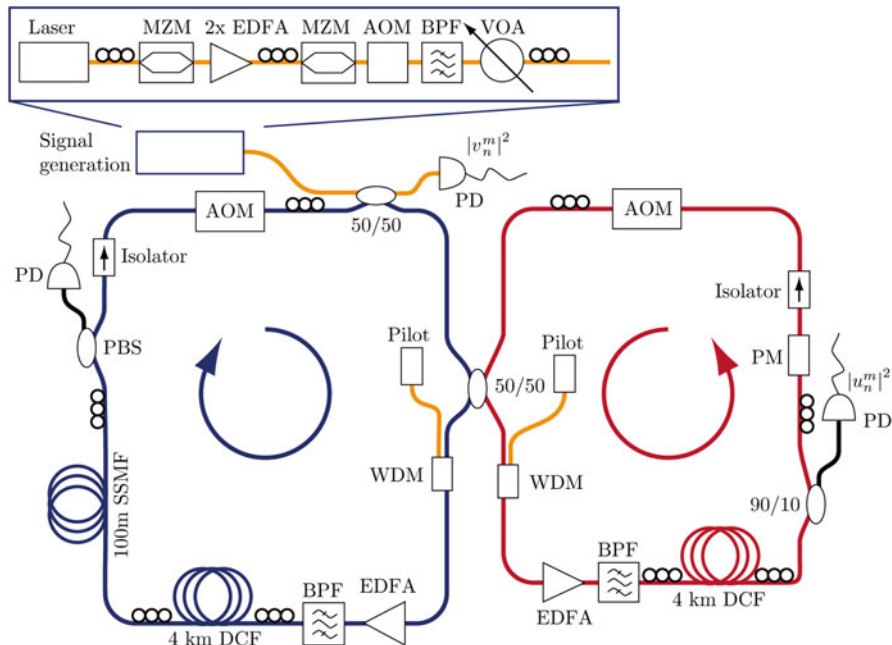 Laser
MZM
2x EDFA
MZM
AOM
BPF
VOA
Signal
generation
|v_n^m|^2
PD
50/50
AOM
AOM
Isolator
PD
PBS
Isolator
PM
Pilot
Pilot
50/50
|u_n^m|^2
PD
WDM
WDM
90/10
100m SSMF
BPF
EDFA
4 km DCF
BPF
EDFA
4 km DCF